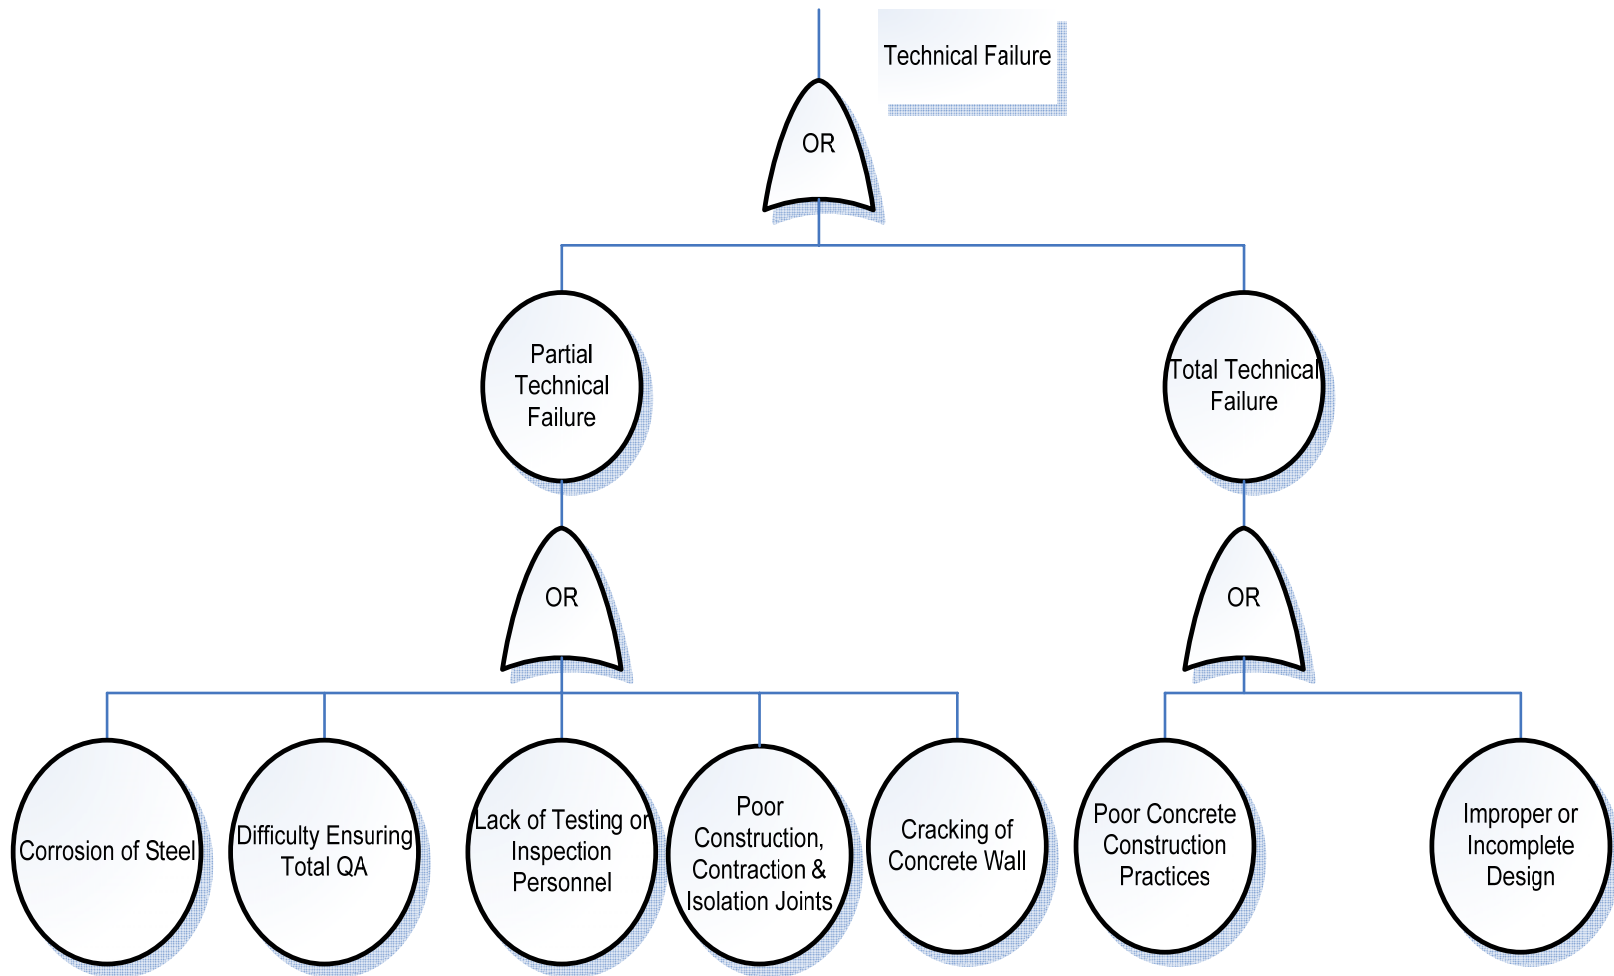 Technical Failure
OR
Partial
Technical
Failure
Total Technical
Failure
OR
OR
Corrosion of Steel
Difficulty Ensuring
Total QA
Lack of Testing or
Inspection
Personnel
Poor
Construction,
Contraction &
Isolation Joints
Cracking of
Concrete Wall
Poor Concrete
Construction
Practices
Improper or
Incomplete
Design